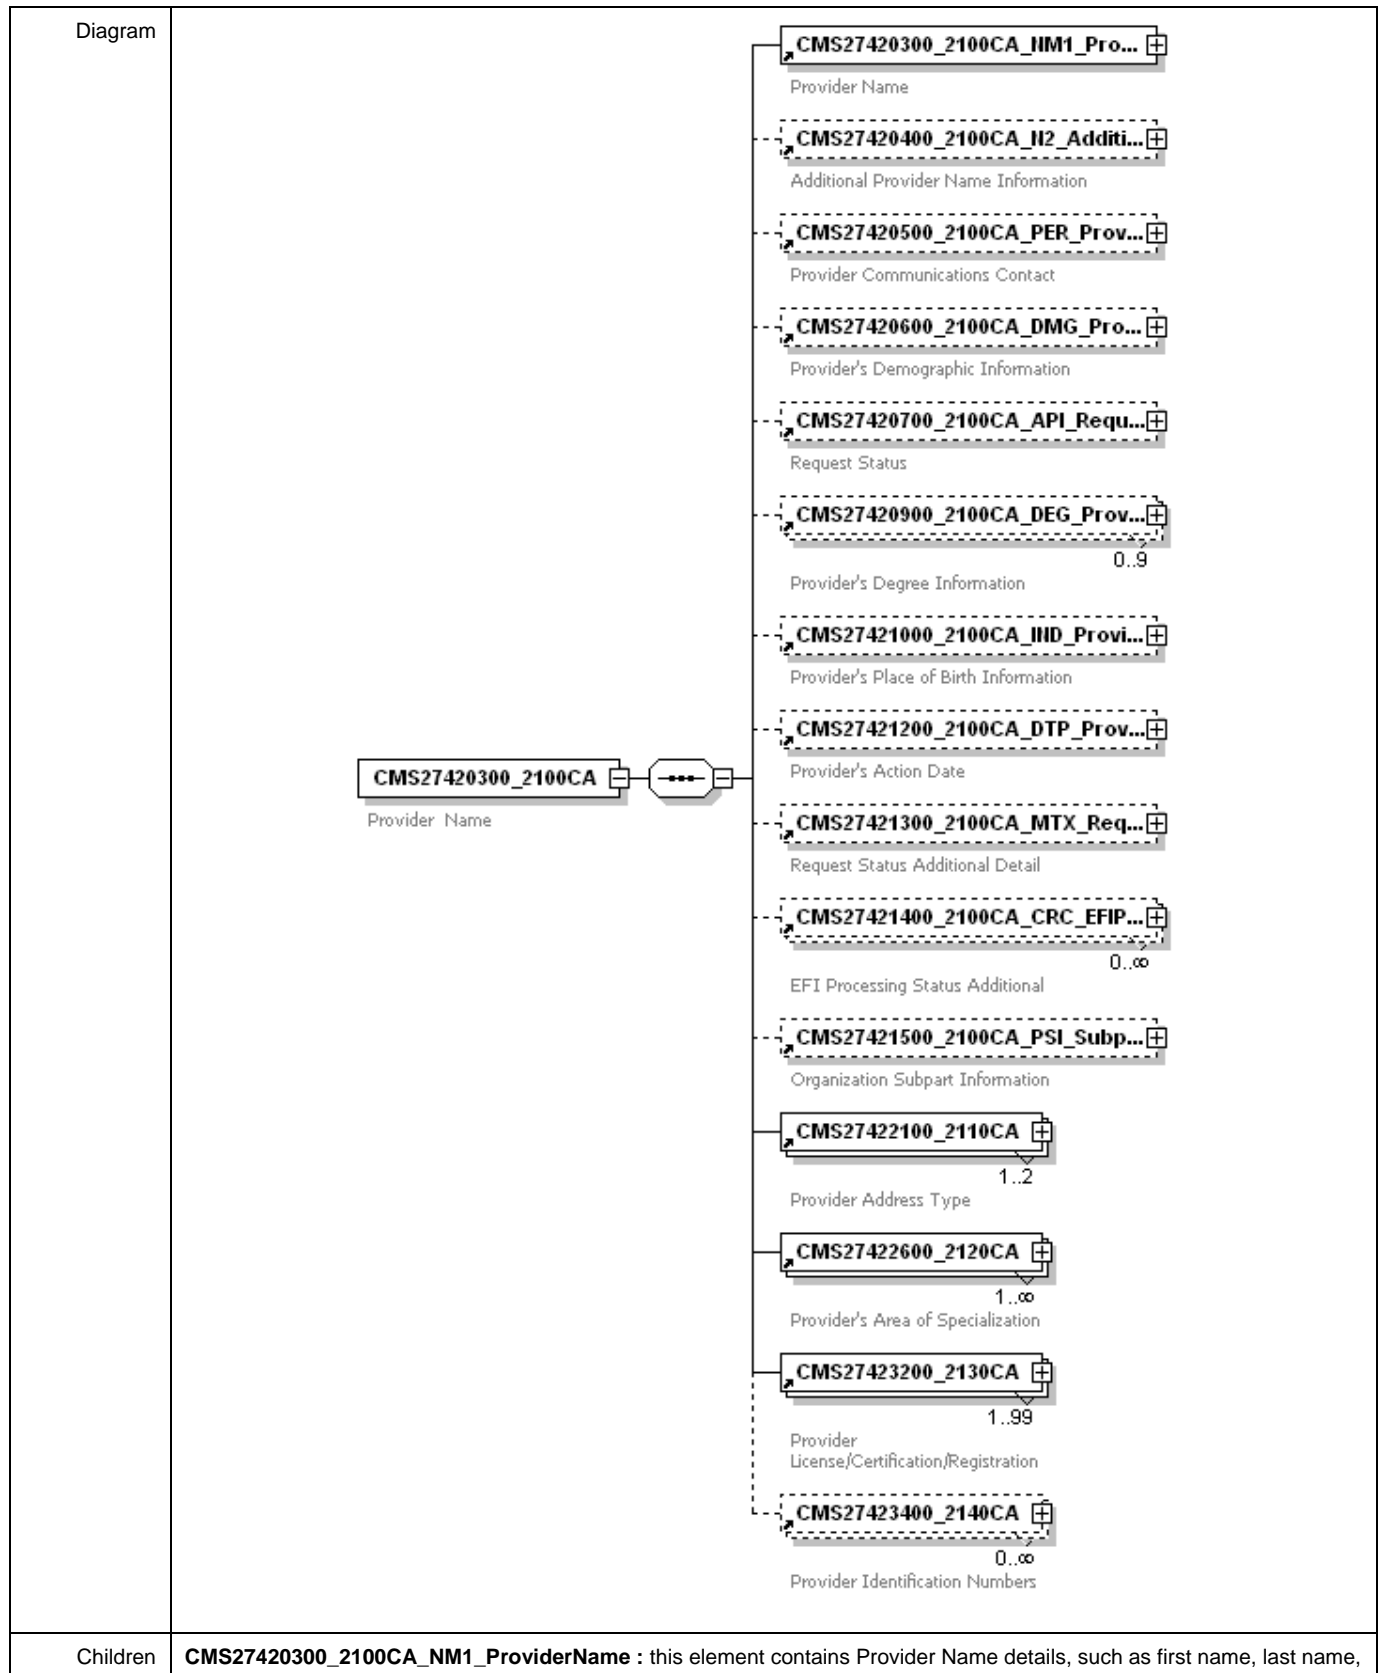 Diagram
CMS27420300_2100CA_NM1_Pro...
Provider Name
CMS27420400_2100CA_N2_Additi...
Additional Provider Name Information
CMS27420500_2100CA_PER_Prov...
Provider Communications Contact
CMS27420600_2100CA_DMG_Pro...
Provider's Demographic Information
CMS27420700_2100CA_API_Requ...
Request Status
CMS27420900_2100CA_DEG_Prov...
0..9
Provider's Degree Information
CMS27421000_2100CA_IND_Provi...
Provider's Place of Birth Information
CMS27421200_2100CA_DTP_Prov...
Provider's Action Date
CMS27420300_2100CA
Provider Name
CMS27421300_2100CA_MTX_Req...
Request Status Additional Detail
CMS27421400_2100CA_CRC_EFIP...
0..∞
EFI Processing Status Additional
CMS27421500_2100CA_PSI_Subp...
Organization Subpart Information
CMS27422100_2110CA
1..2
Provider Address Type
CMS27422600_2120CA
1..∞
Provider's Area of Specialization
CMS27423200_2130CA
1..99
Provider
License/Certification/Registration
CMS27423400_2140CA
0..∞
Provider Identification Numbers
Children
CMS27420300_2100CA_NM1_ProviderName : this element contains Provider Name details, such as first name, last name,